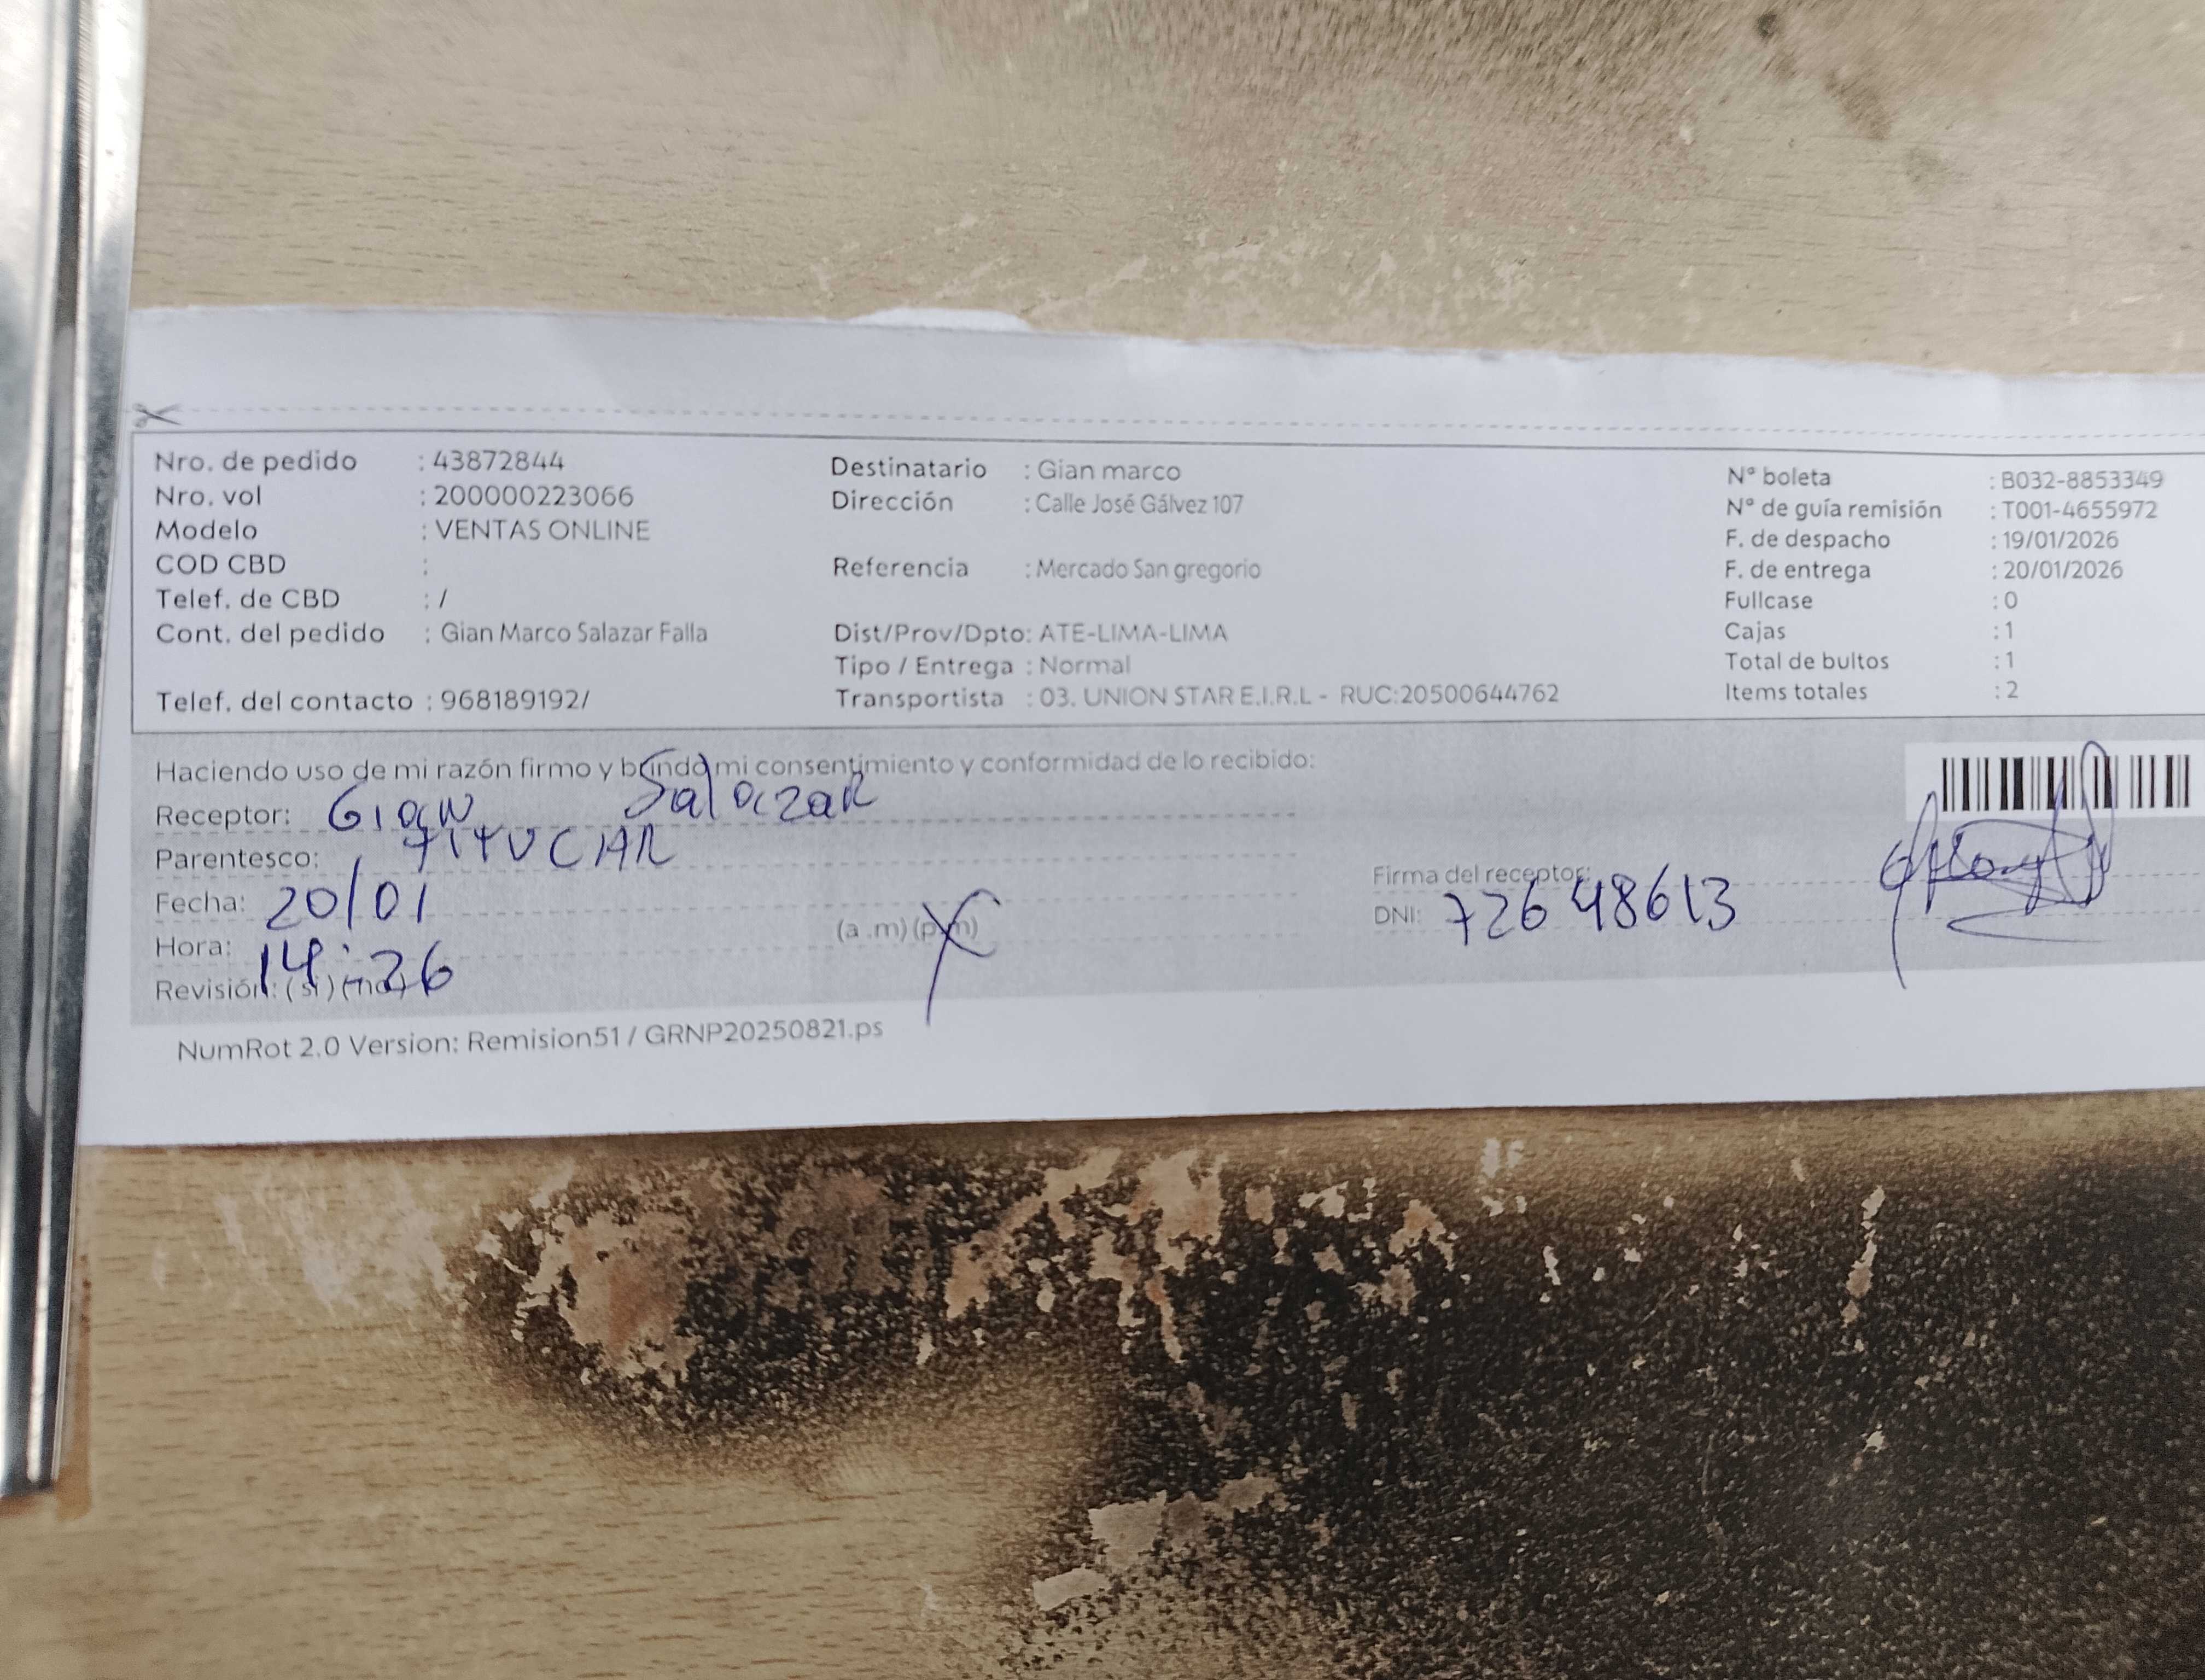 Nro. de pedido : 43872844
Nro. vol : 200000223066
Modelo : VENTAS ONLINE
COD CBD :
Telef. de CBD : /
Cont. del pedido : Gian Marco Salazar Falla
Telef. del contacto : 968189192/
Destinatario : Gian marco
Dirección : Calle José Gálvez 107
Referencia : Mercado San gregorio
Dist/Prov/Dpto: ATE-LIMA-LIMA
Tipo / Entrega : Normal
Transportista : 03. UNION STAR E.I.R.L - RUC:20500644762
N° boleta : B032-8853349
N° de guía remisión : T001-4655972
F. de despacho : 19/01/2026
F. de entrega : 20/01/2026
Fullcase : 0
Cajas : 1
Total de bultos : 1
Items totales : 2
Haciendo uso de mi razón firmo y brindo mi consentimiento y conformidad de lo recibido:
Receptor: Gian Salazar
Parentesco: TITUCAR
Fecha: 20/01
Hora: 14:26 (a.m) (p.m)
Revisión: (si) (no)
Firma del receptor:
DNI: 72648613
NumRot 2.0 Version: Remision51 / GRNP20250821.ps